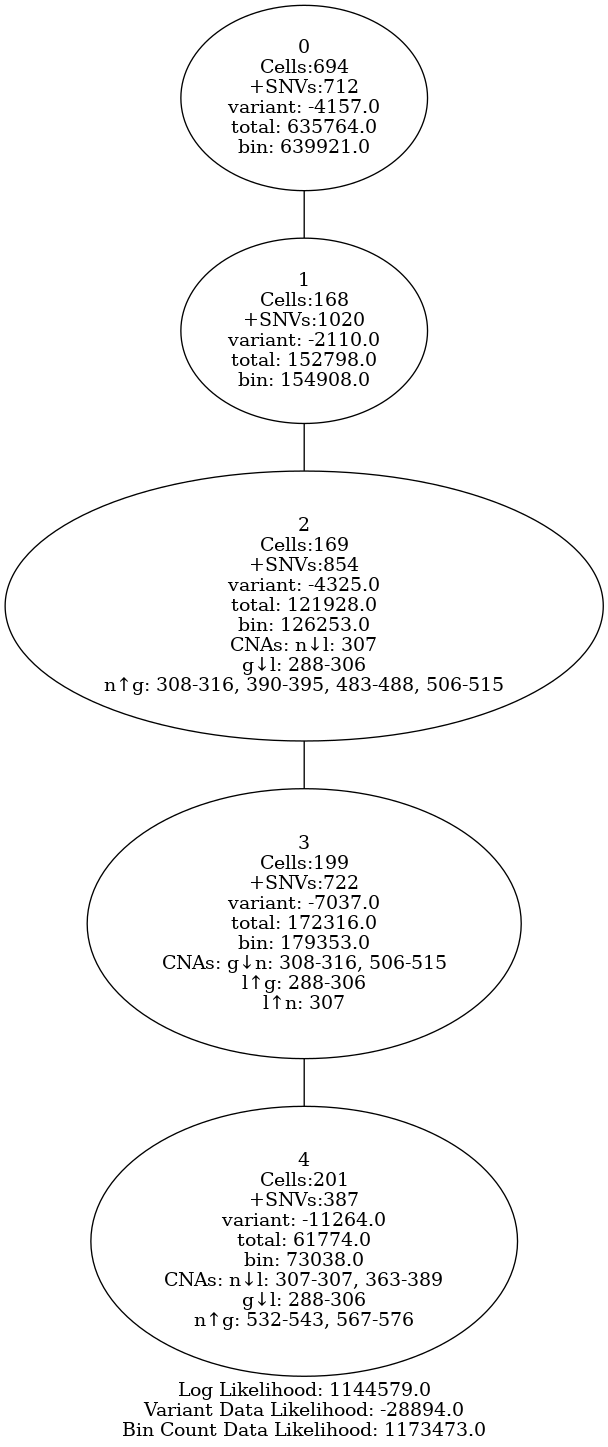 0
Cells:694
+SNVs:712
variant: -4157.0
total: 635764.0
bin: 639921.0
1
Cells:168
+SNVs:1020
variant: -2110.0
total: 152798.0
bin: 154908.0
2
Cells:169
+SNVs:854
variant: -4325.0
total: 121928.0
bin: 126253.0
CNAs: n↓l: 307
g↓l: 288-306
n↑g: 308-316, 390-395, 483-488, 506-515
3
Cells:199
+SNVs:722
variant: -7037.0
total: 172316.0
bin: 179353.0
CNAs: g↓n: 308-316, 506-515
l↑g: 288-306
l↑n: 307
4
Cells:201
+SNVs:387
variant: -11264.0
total: 61774.0
bin: 73038.0
CNAs: n↓l: 307-307, 363-389
g↓l: 288-306
n↑g: 532-543, 567-576
Log Likelihood: 1144579.0
Variant Data Likelihood: -28894.0
Bin Count Data Likelihood: 1173473.0